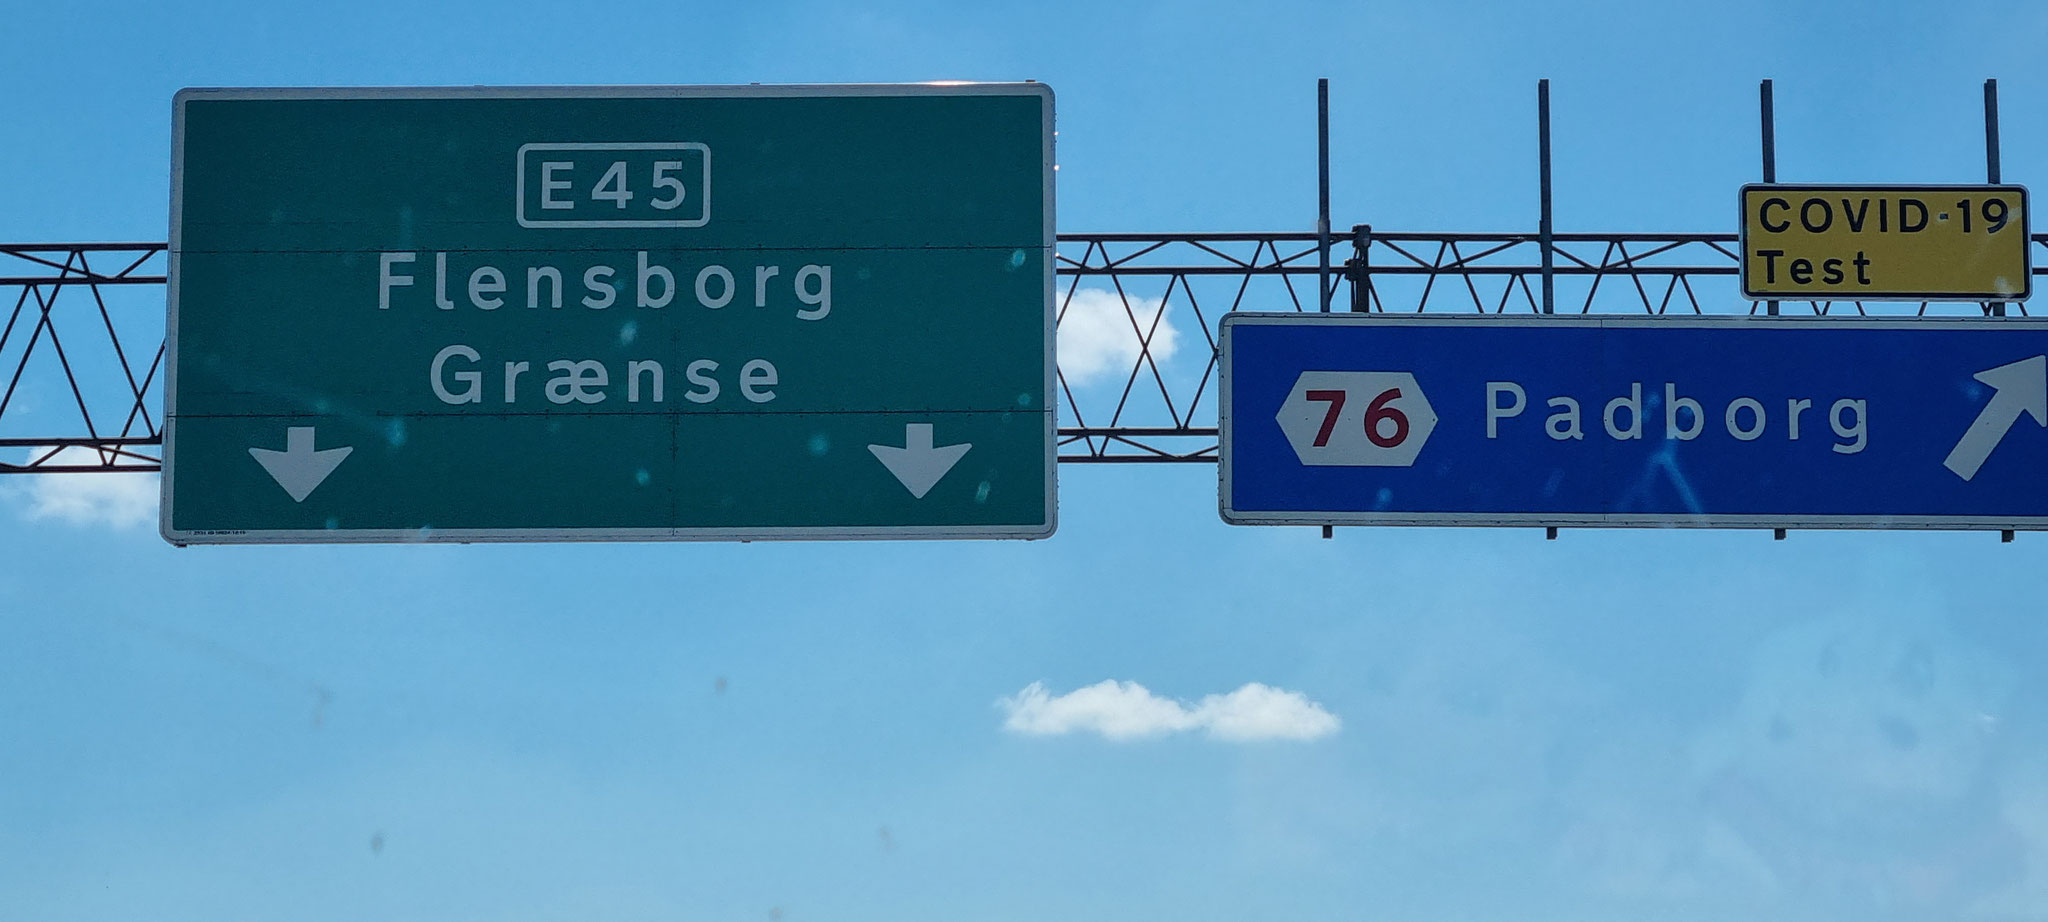 E45
Flensborg
Grænse
COVID-19
Test
76 Padborg